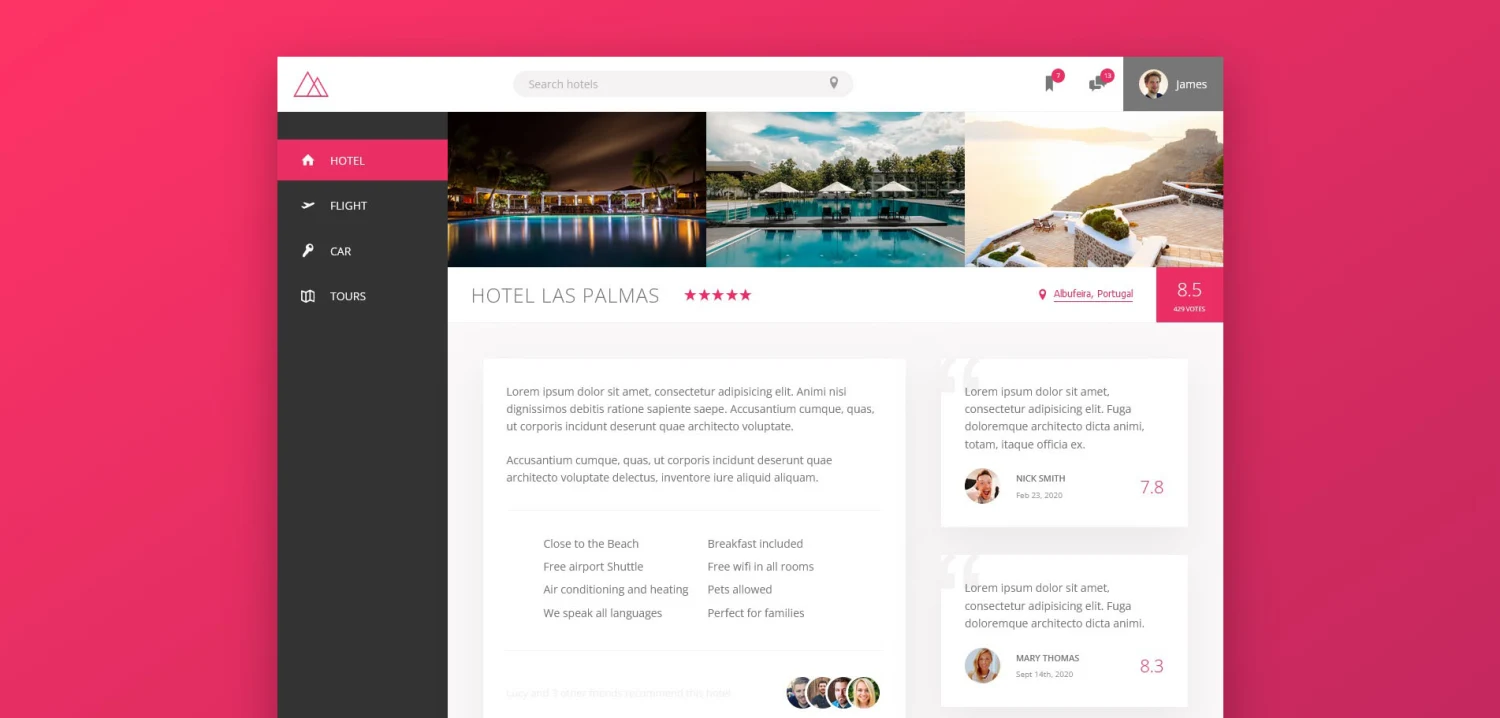 Search hotels
7
13
James
HOTEL
FLIGHT
CAR
TOURS
HOTEL LAS PALMAS
Albufeira, Portugal
8.5
429 VOTES
Lorem ipsum dolor sit amet, consectetur adipisicing elit. Animi nisi
dignissimos debitis ratione sapiente saepe. Accusantium cumque, quas,
ut corporis incidunt deserunt quae architecto voluptate.
Accusantium cumque, quas, ut corporis incidunt deserunt quae
architecto voluptate delectus, inventore iure aliquid aliquam.
Close to the Beach
Free airport Shuttle
Air conditioning and heating
We speak all languages
Breakfast included
Free wifi in all rooms
Pets allowed
Perfect for families
Lucy and 3 other friends recommend this hotel.
Lorem ipsum dolor sit amet,
consectetur adipisicing elit. Fuga
doloremque architecto dicta animi,
totam, itaque officia ex.
NICK SMITH
Feb 23, 2020
7.8
Lorem ipsum dolor sit amet,
consectetur adipisicing elit. Fuga
doloremque architecto dicta animi.
MARY THOMAS
Sept 14th, 2020
8.3